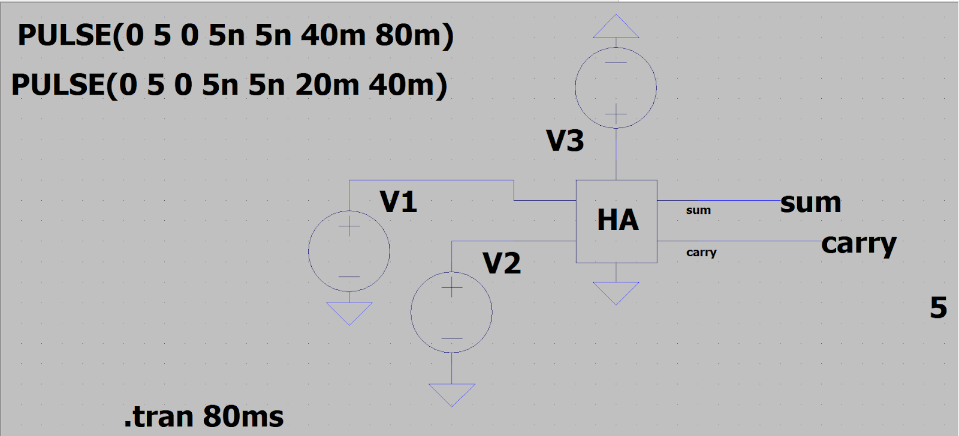 PULSE(0 5 0 5n 5n 40m 80m)
PULSE(0 5 0 5n 5n 20m 40m)
V3
V1
HA
sum
sum
carry
carry
V2
5
.tran 80ms